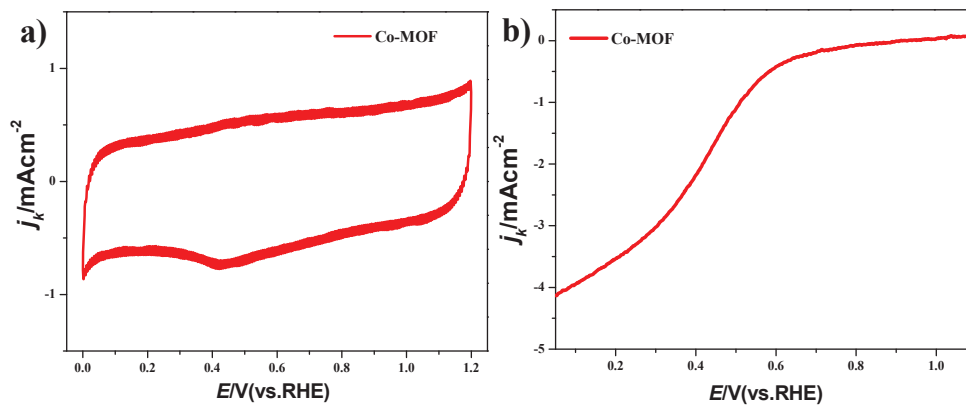 a)
Co-MOF
1
0
-1
j_k/mAcm⁻²
0.0 0.2 0.4 0.6 0.8 1.0 1.2
E/V(vs.RHE)
b)
Co-MOF
0
-1
-2
-3
-4
-5
j_k/mAcm⁻²
0.2 0.4 0.6 0.8 1.0
E/V(vs.RHE)